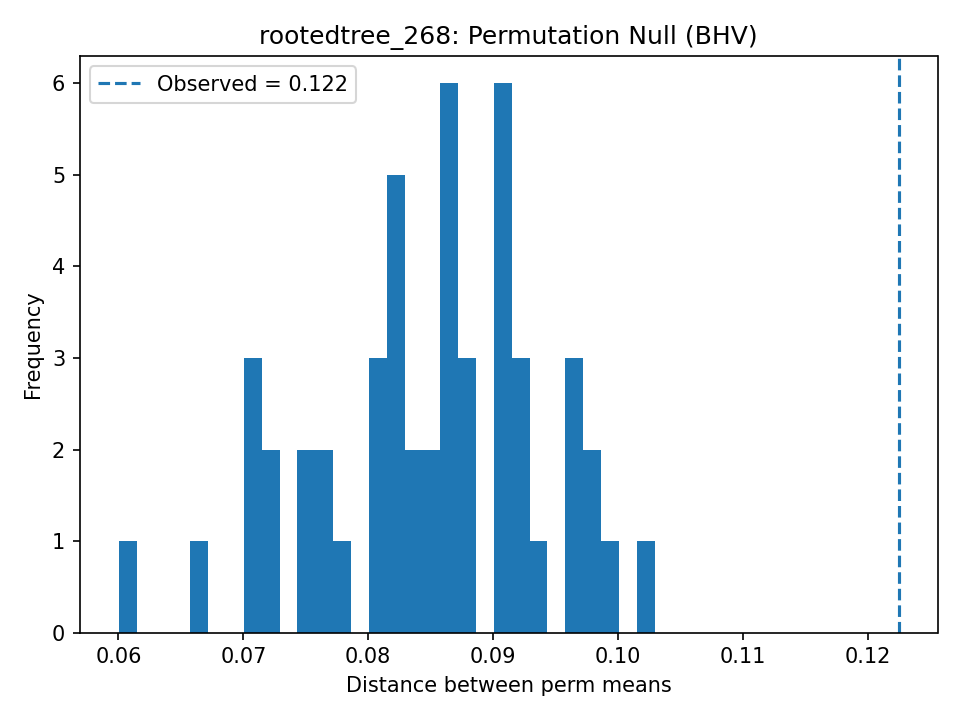 rootedtree_268: Permutation Null (BHV)
Observed = 0.122
Frequency
6
5
4
3
2
1
0
0.06 0.07 0.08 0.09 0.10 0.11 0.12
Distance between perm means